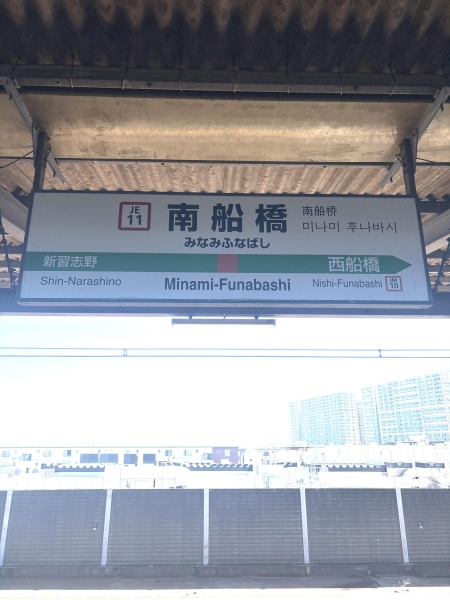 JE
11
南船橋
みなみふなばし
南船桥
미나미 후나바시
新習志野
西船橋
Shin-Narashino
Minami-Funabashi
Nishi-Funabashi
JM
10